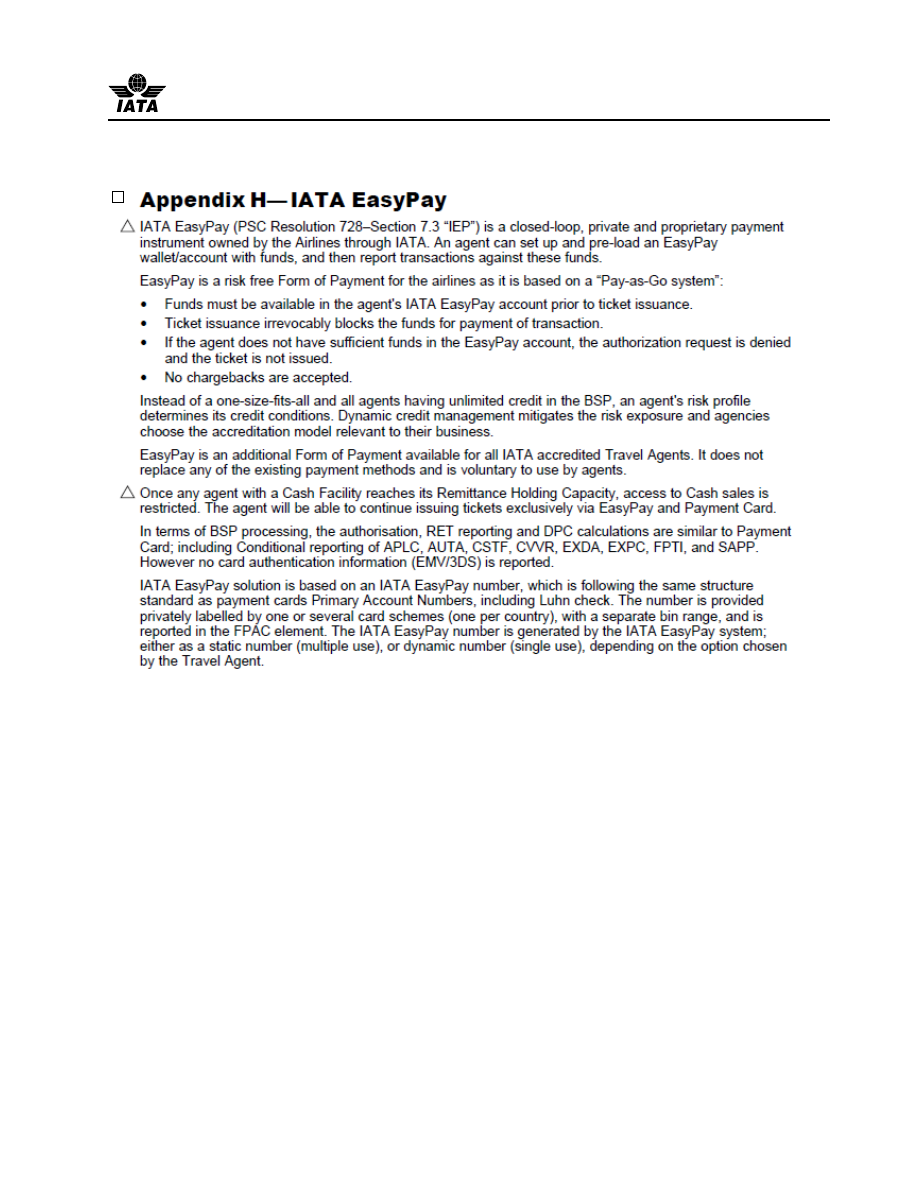 IATA
Appendix H—IATA EasyPay
IATA EasyPay (PSC Resolution 728–Section 7.3 “IEP”) is a closed-loop, private and proprietary payment
instrument owned by the Airlines through IATA. An agent can set up and pre-load an EasyPay
wallet/account with funds, and then report transactions against these funds.
EasyPay is a risk free Form of Payment for the airlines as it is based on a “Pay-as-Go system”:
• Funds must be available in the agent's IATA EasyPay account prior to ticket issuance.
• Ticket issuance irrevocably blocks the funds for payment of transaction.
• If the agent does not have sufficient funds in the EasyPay account, the authorization request is denied
and the ticket is not issued.
• No chargebacks are accepted.
Instead of a one-size-fits-all and all agents having unlimited credit in the BSP, an agent's risk profile
determines its credit conditions. Dynamic credit management mitigates the risk exposure and agencies
choose the accreditation model relevant to their business.
EasyPay is an additional Form of Payment available for all IATA accredited Travel Agents. It does not
replace any of the existing payment methods and is voluntary to use by agents.
Once any agent with a Cash Facility reaches its Remittance Holding Capacity, access to Cash sales is
restricted. The agent will be able to continue issuing tickets exclusively via EasyPay and Payment Card.
In terms of BSP processing, the authorisation, RET reporting and DPC calculations are similar to Payment
Card; including Conditional reporting of APLC, AUTA, CSTF, CVVR, EXDA, EXPC, FPTI, and SAPP.
However no card authentication information (EMV/3DS) is reported.
IATA EasyPay solution is based on an IATA EasyPay number, which is following the same structure
standard as payment cards Primary Account Numbers, including Luhn check. The number is provided
privately labelled by one or several card schemes (one per country), with a separate bin range, and is
reported in the FPAC element. The IATA EasyPay number is generated by the IATA EasyPay system;
either as a static number (multiple use), or dynamic number (single use), depending on the option chosen
by the Travel Agent.